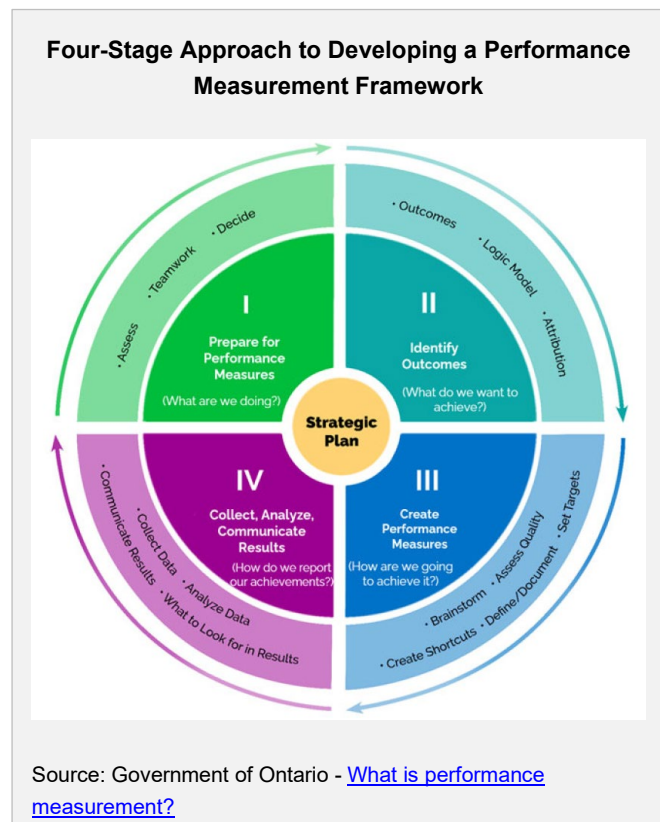 Four-Stage Approach to Developing a Performance
Measurement Framework
• Assess
• Teamwork
• Decide
I
Prepare for
Performance
Measures
(What are we doing?)
• Outcomes
• Logic Model
• Attribution
II
Identify
Outcomes
(What do we want to
achieve?)
Strategic
Plan
IV
Collect, Analyze,
Communicate
Results
(How do we report
our achievements?)
• Collect Data
• Analyze Data
• Communicate Results
• What to Look for in Results
III
Create
Performance
Measures
(How are we going
to achieve it?)
• Brainstorm
• Assess Quality
• Create Shortcuts
• Define/Document
• Set Targets
Source: Government of Ontario - What is performance
measurement?